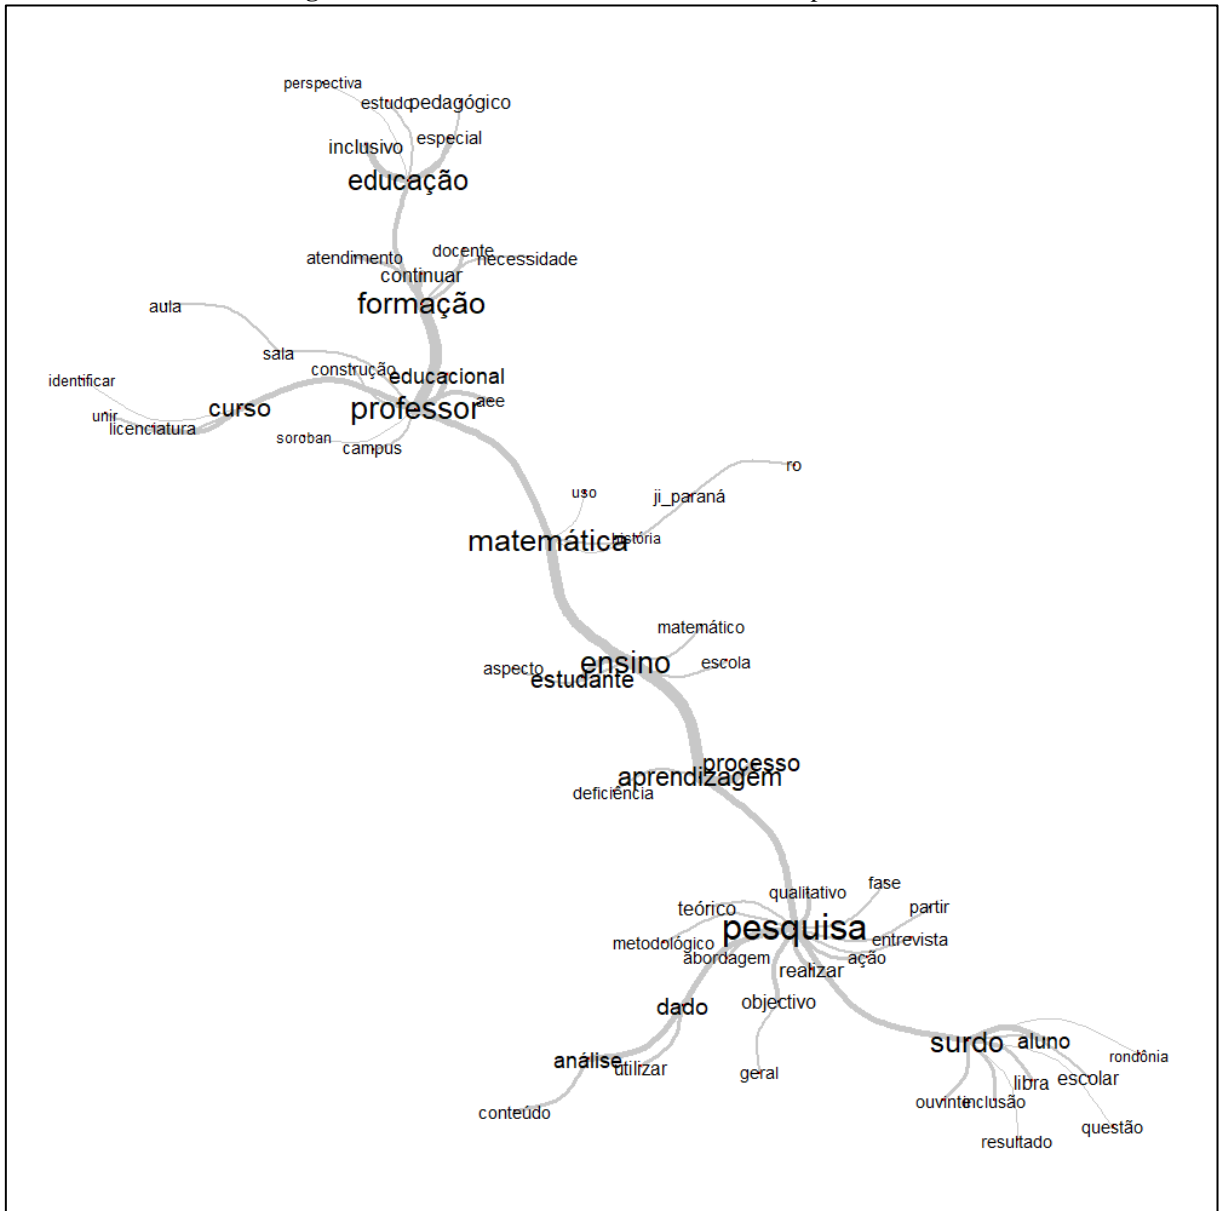 perspectiva
estudo pedagógico
inclusivo especial
educação
docente
atendimento necessidade
continuar
formação
aula
sala
construção
educacional
identificar
professor aee
curso
unir
licenciatura
soroban
campus
ro
uso
ji_paraná
matemática história
matemático
ensino
aspecto escola
estudante
processo
aprendizagem
deficiência
qualitativo fase
teórico partir
pesquisa
metodológico entrevista
abordagem ação
realizar
dado objectivo
surdo aluno
rondônia
análise utilizar geral
libra escolar
ouvinte inclusão
conteúdo
questão
resultado